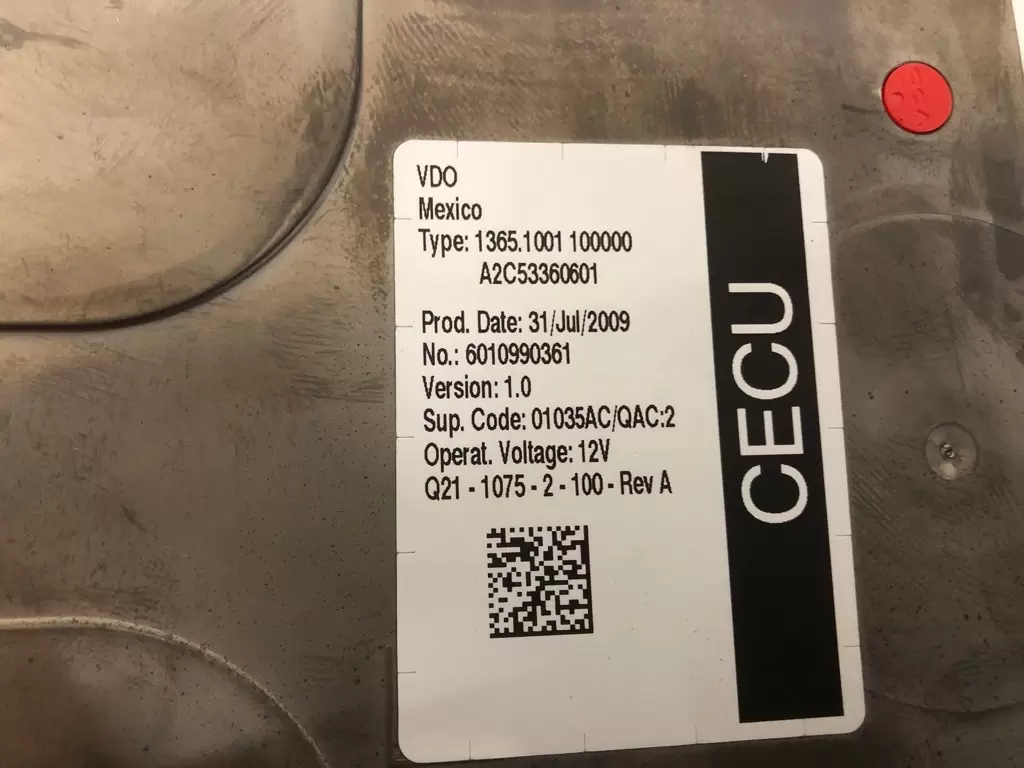 VDO
Mexico
Type: 1365.1001 100000
A2C53360601
Prod. Date: 31/Jul/2009
No.: 6010990361
Version: 1.0
Sup. Code: 01035AC/QAC:2
Operat. Voltage: 12V
Q21 - 1075 - 2 - 100 - Rev A
CECU